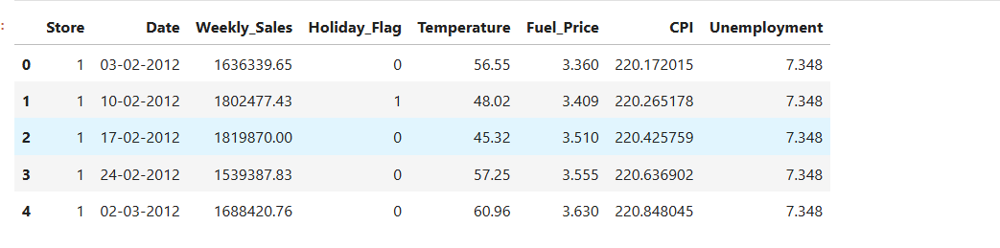 :
Store Date Weekly_Sales Holiday_Flag Temperature Fuel_Price CPI Unemployment
0 1 03-02-2012 1636339.65 0 56.55 3.360 220.172015 7.348
1 1 10-02-2012 1802477.43 1 48.02 3.409 220.265178 7.348
2 1 17-02-2012 1819870.00 0 45.32 3.510 220.425759 7.348
3 1 24-02-2012 1539387.83 0 57.25 3.555 220.636902 7.348
4 1 02-03-2012 1688420.76 0 60.96 3.630 220.848045 7.348